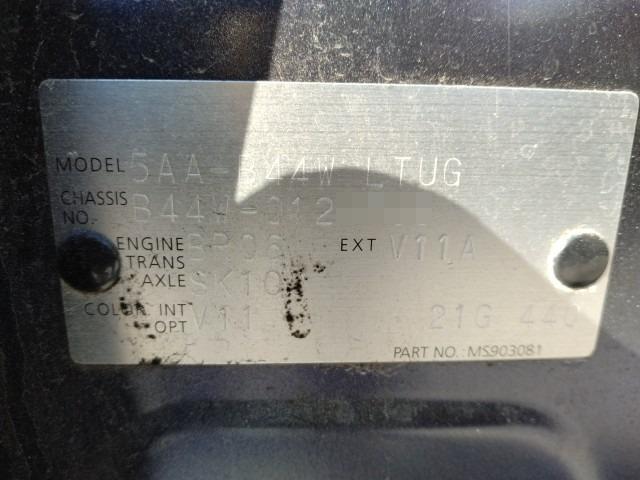 MODEL 5AA-B44W LTUG
CHASSIS NO. B44W-012
ENGINE BR06 EXT V11A
TRANS AXLE SK10
COLOR, INT OPT V11 21G 440
PART NO.: MS903081